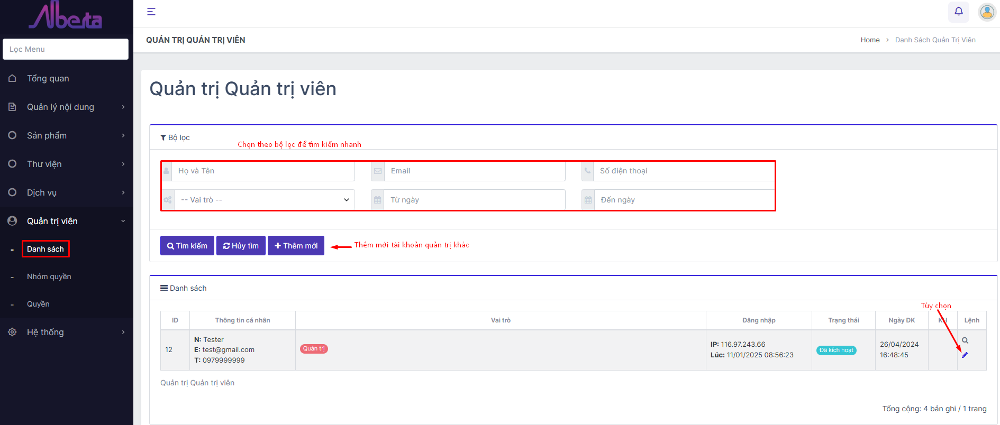 Alberta
Lọc Menu
Tổng quan
Quản lý nội dung
Sản phẩm
Thư viện
Dịch vụ
Quản trị viên
- Danh sách
- Nhóm quyền
- Quyền
Hệ thống
QUẢN TRỊ QUẢN TRỊ VIÊN
Home > Danh Sách Quản Trị Viên
Quản trị Quản trị viên
Bộ lọc
Chọn theo bộ lọc để tìm kiếm nhanh
Họ và Tên
Email
Số điện thoại
-- Vai trò --
Từ ngày
Đến ngày
Tìm kiếm
Hủy tìm
Thêm mới
Thêm mới tài khoản quản trị khác
Danh sách
Tùy chọn
ID
Thông tin cá nhân
Vai trò
Đăng nhập
Trạng thái
Ngày ĐK
KH
Lệnh
12
N: Tester
E: test@gmail.com
T: 0979999999
Quản trị
IP: 116.97.243.66
Lúc: 11/01/2025 08:56:23
Đã kích hoạt
26/04/2024
16:48:45
Quản trị Quản trị viên
Tổng cộng: 4 bản ghi / 1 trang